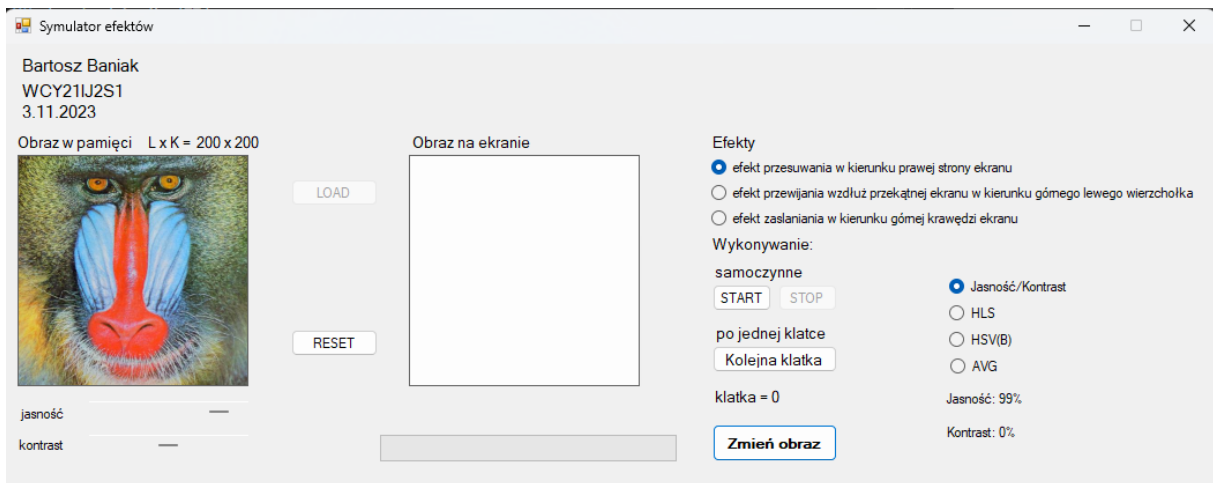 Symulator efektów
Bartosz Baniak
WCY21IJ2S1
3.11.2023
Obraz w pamięci L x K = 200 x 200
Obraz na ekranie
LOAD
RESET
jasność
kontrast
Efekty
efekt przesuwania w kierunku prawej strony ekranu
efekt przewijania wzdłuż przekątnej ekranu w kierunku górnego lewego wierzchołka
efekt zaslaniania w kierunku górnej krawędzi ekranu
Wykonywanie:
samoczynne
START STOP
po jednej klatce
Kolejna klatka
klatka = 0
Zmień obraz
Jasność/Kontrast
HLS
HSV(B)
AVG
Jasność: 99%
Kontrast: 0%